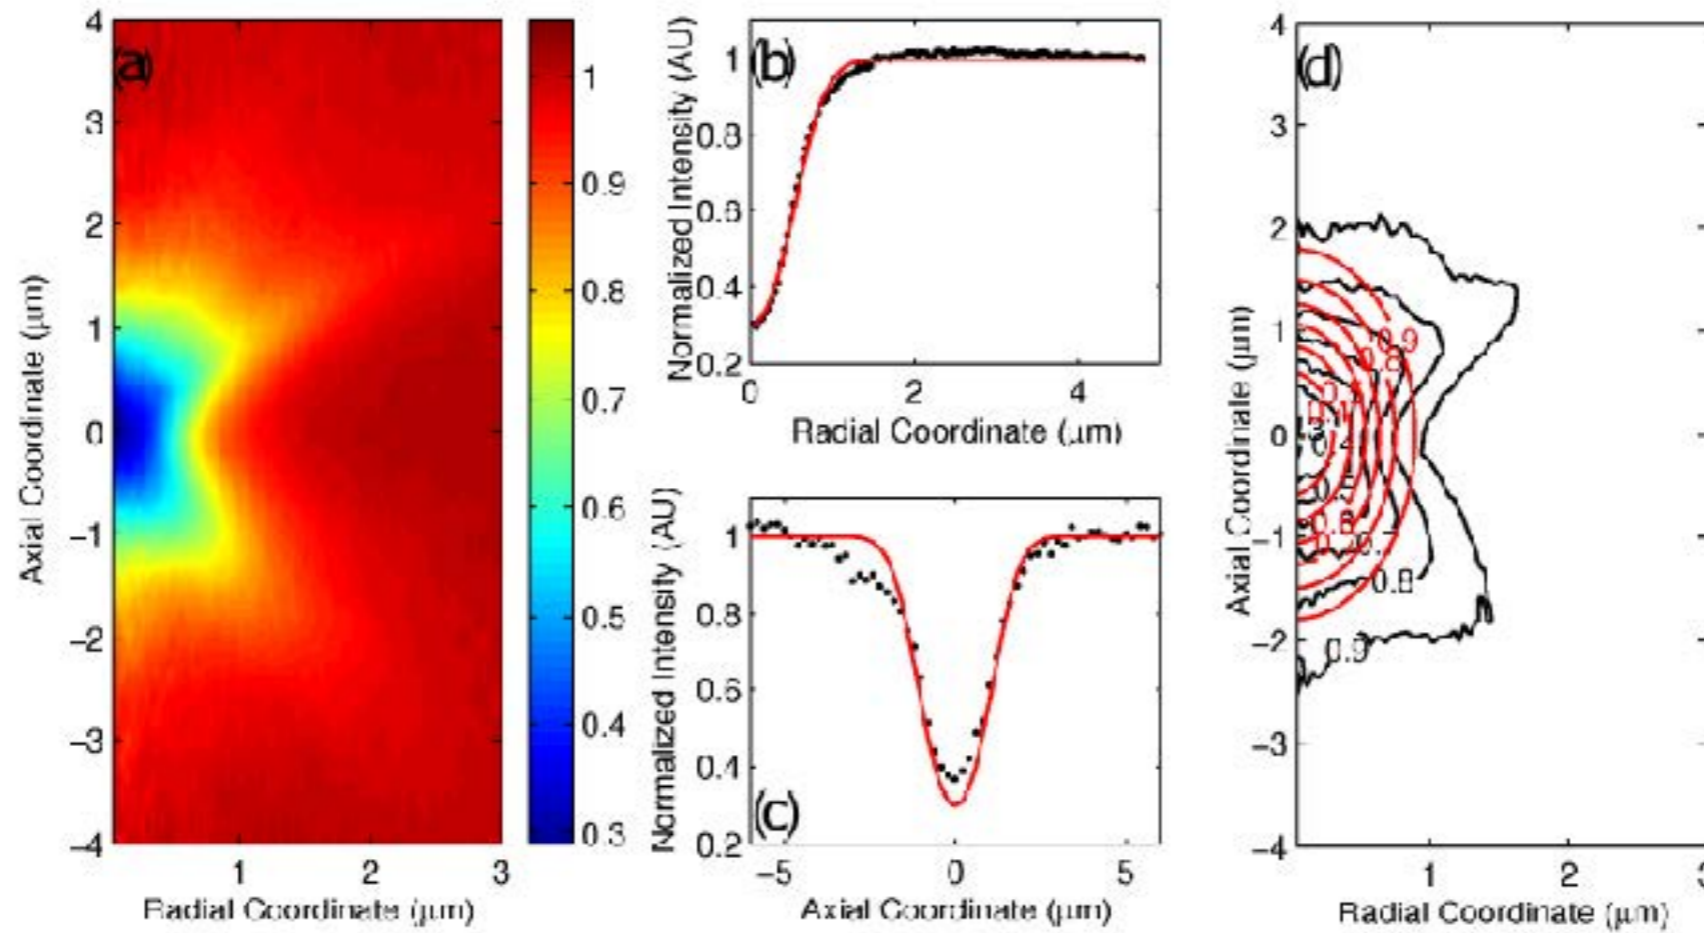 (a)
4
3
2
1
0
−1
−2
−3
−4
Axial Coordinate (μm)
1 2 3
Radial Coordinate (μm)
1
0.9
0.8
0.7
0.6
0.5
0.4
0.3
(b)
Normalized Intensity (AU)
1
0.8
0.6
0.4
0.2
0 2 4
Radial Coordinate (μm)
(c)
Normalized Intensity (AU)
1
0.8
0.6
0.4
0.2
−5 0 5
Axial Coordinate (μm)
(d)
4
3
2
1
0
−1
−2
−3
−4
Axial Coordinate (μm)
0.9
0.8
0.8
0.9
1 2 3
Radial Coordinate (μm)